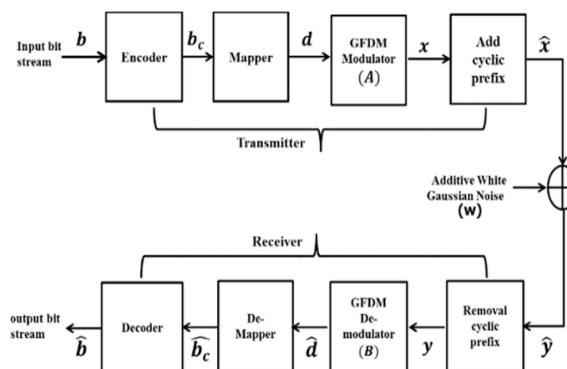 Input bit
stream
b
Encoder
b_c
Mapper
d
GFDM
Modulator
(A)
x
Add
cyclic
prefix
x̂
Transmitter
Additive White
Gaussian Noise
(w)
Receiver
output bit
stream
b̂
Decoder
b̂_c
De-
Mapper
d̂
GFDM
De-
modulator
(B)
y
Removal
cyclic
prefix
ŷ